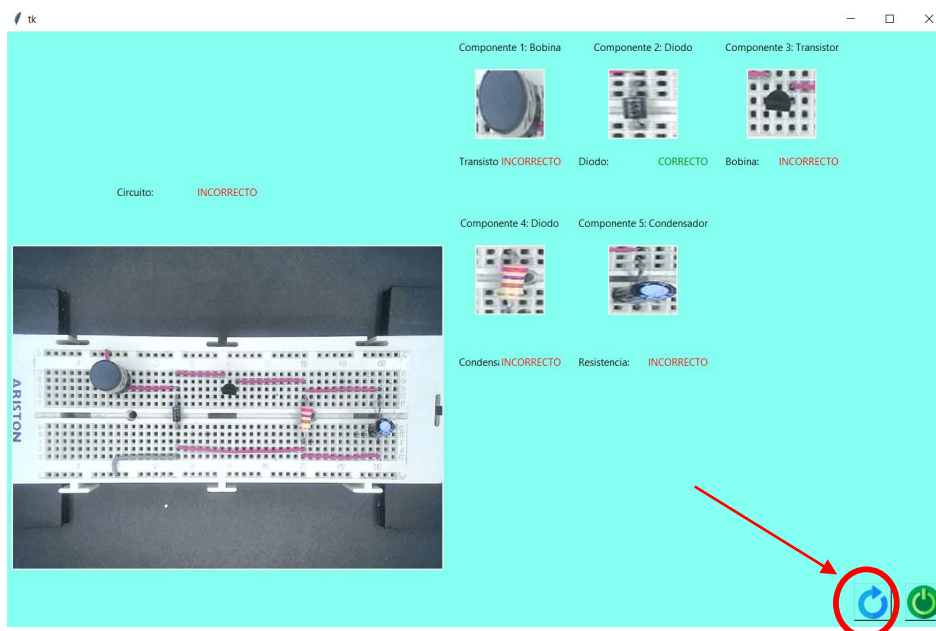 tk
Componente 1: Bobina
Componente 2: Diodo
Componente 3: Transistor
Transisto INCORRECTO
Diodo: CORRECTO
Bobina: INCORRECTO
Circuito: INCORRECTO
Componente 4: Diodo
Componente 5: Condensador
Condens INCORRECTO
Resistencia: INCORRECTO
ARISTON